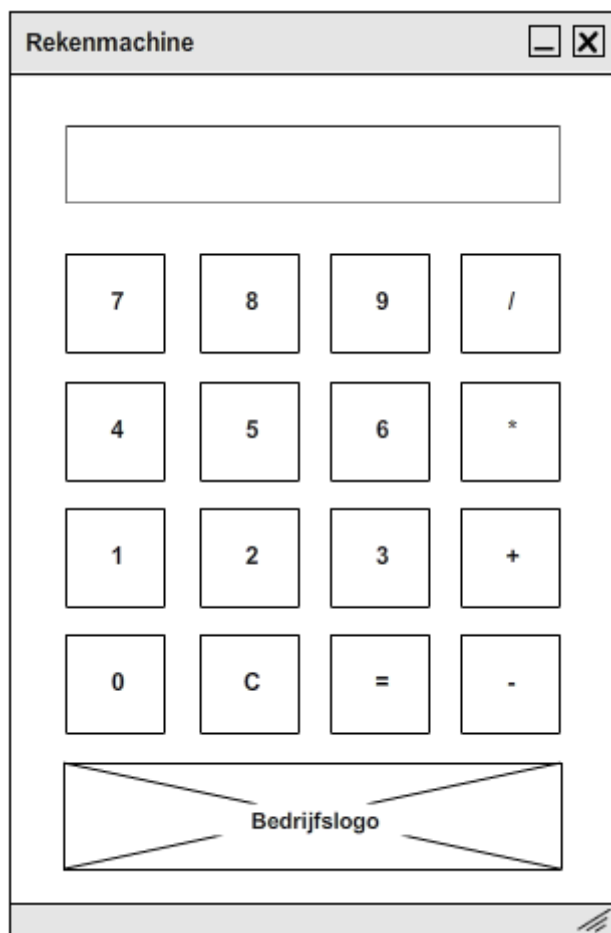 Rekenmachine
7 8 9 /
4 5 6 *
1 2 3 +
0 C = -
Bedrijfslogo